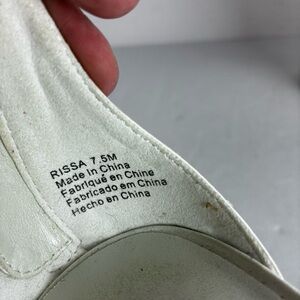 RISSA 7.5M
Made in China
Fabriqué en Chine
Fabricado em China
Hecho en China